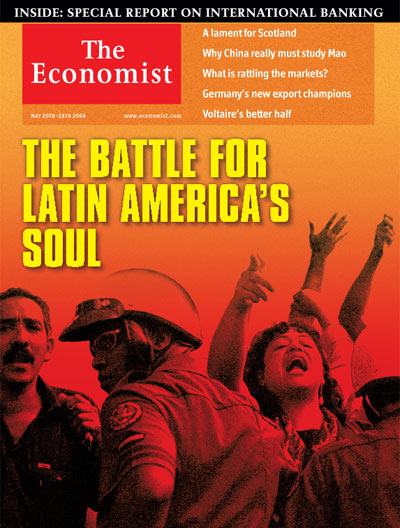 INSIDE: SPECIAL REPORT ON INTERNATIONAL BANKING
The
Economist
MAY 20TH-26TH 2006 www.economist.com
A lament for Scotland
Why China really must study Mao
What is rattling the markets?
Germany's new export champions
Voltaire's better half
THE BATTLE FOR
LATIN AMERICA'S
SOUL